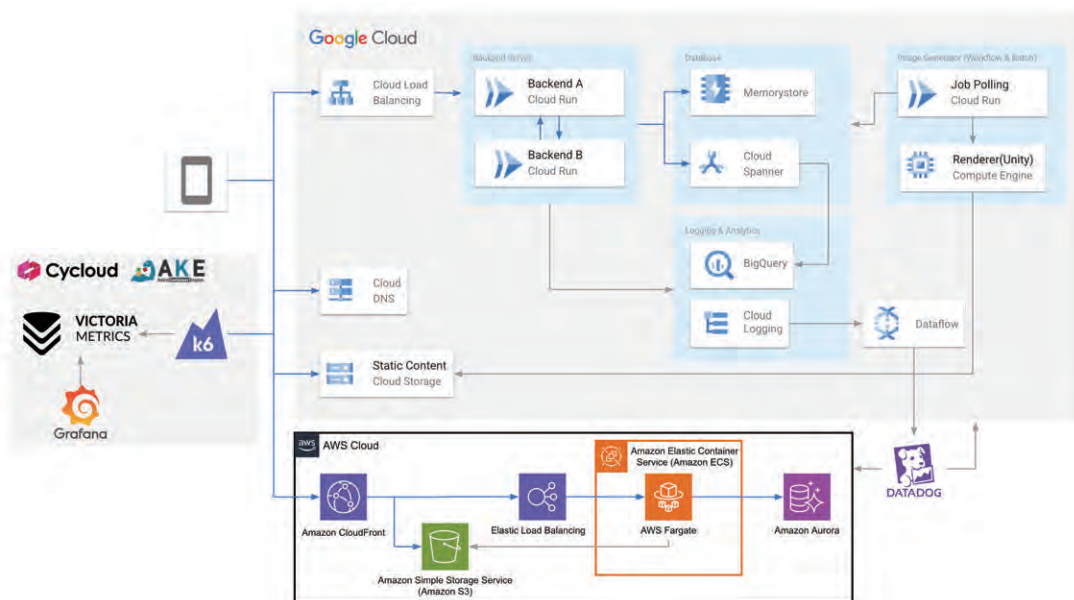 Google Cloud
Backend Server
Database
Image Generator (Workflow & Batch)
Cloud Load
Balancing
Backend A
Cloud Run
Memorystore
Job Polling
Cloud Run
Backend B
Cloud Run
Cloud
Spanner
Renderer(Unity)
Compute Engine
Logging & Analytics
BigQuery
Cycloud
AKE
Cloud
DNS
VICTORIA
METRICS
k6
Cloud
Logging
Dataflow
Static Content
Cloud Storage
Grafana
aws
AWS Cloud
Amazon Elastic Container
Service (Amazon ECS)
DATADOG
Amazon CloudFront
Elastic Load Balancing
AWS Fargate
Amazon Aurora
Amazon Simple Storage Service
(Amazon S3)